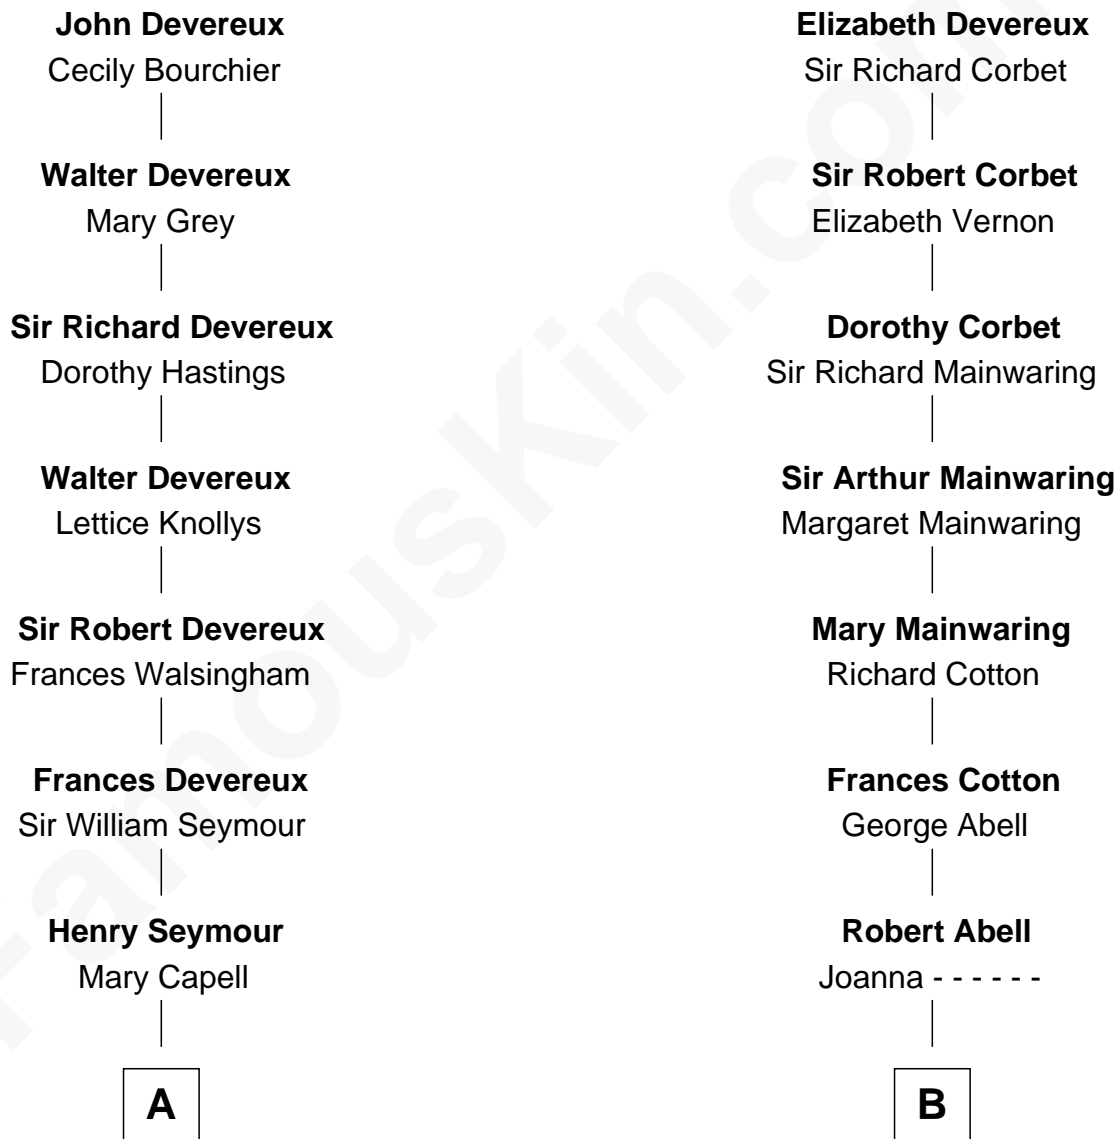 John Devereux
Cecily Bourchier
Walter Devereux
Mary Grey
Sir Richard Devereux
Dorothy Hastings
Walter Devereux
Lettice Knollys
Sir Robert Devereux
Frances Walsingham
Frances Devereux
Sir William Seymour
Henry Seymour
Mary Capell
A
Elizabeth Devereux
Sir Richard Corbet
Sir Robert Corbet
Elizabeth Vernon
Dorothy Corbet
Sir Richard Mainwaring
Sir Arthur Mainwaring
Margaret Mainwaring
Mary Mainwaring
Richard Cotton
Frances Cotton
George Abell
Robert Abell
Joanna - - - - - -
B
FamousKin.com